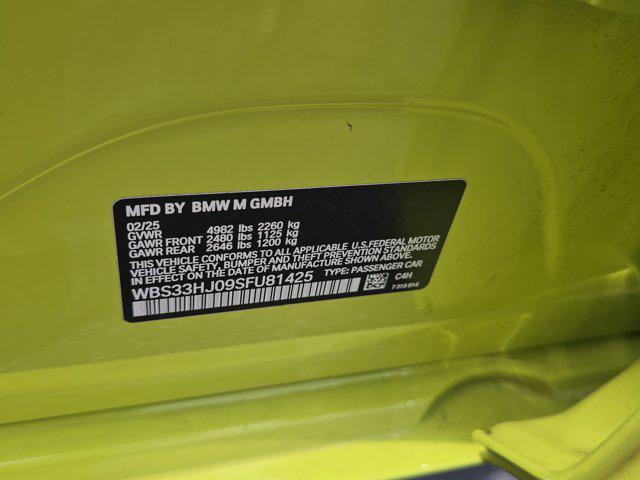 MFD BY BMW M GMBH
02/25
GVWR 4982 lbs 2260 kg
GAWR FRONT 2480 lbs 1125 kg
GAWR REAR 2646 lbs 1200 kg
THIS VEHICLE CONFORMS TO ALL APPLICABLE U.S.FEDERAL MOTOR
VEHICLE SAFETY, BUMPER, AND THEFT PREVENTION STANDARDS
IN EFFECT ON THE DATE OF MANUFACTURE SHOWN ABOVE.
WBS33HJ09SFU81425 TYPE: PASSENGER CAR
C4H
7 315 614